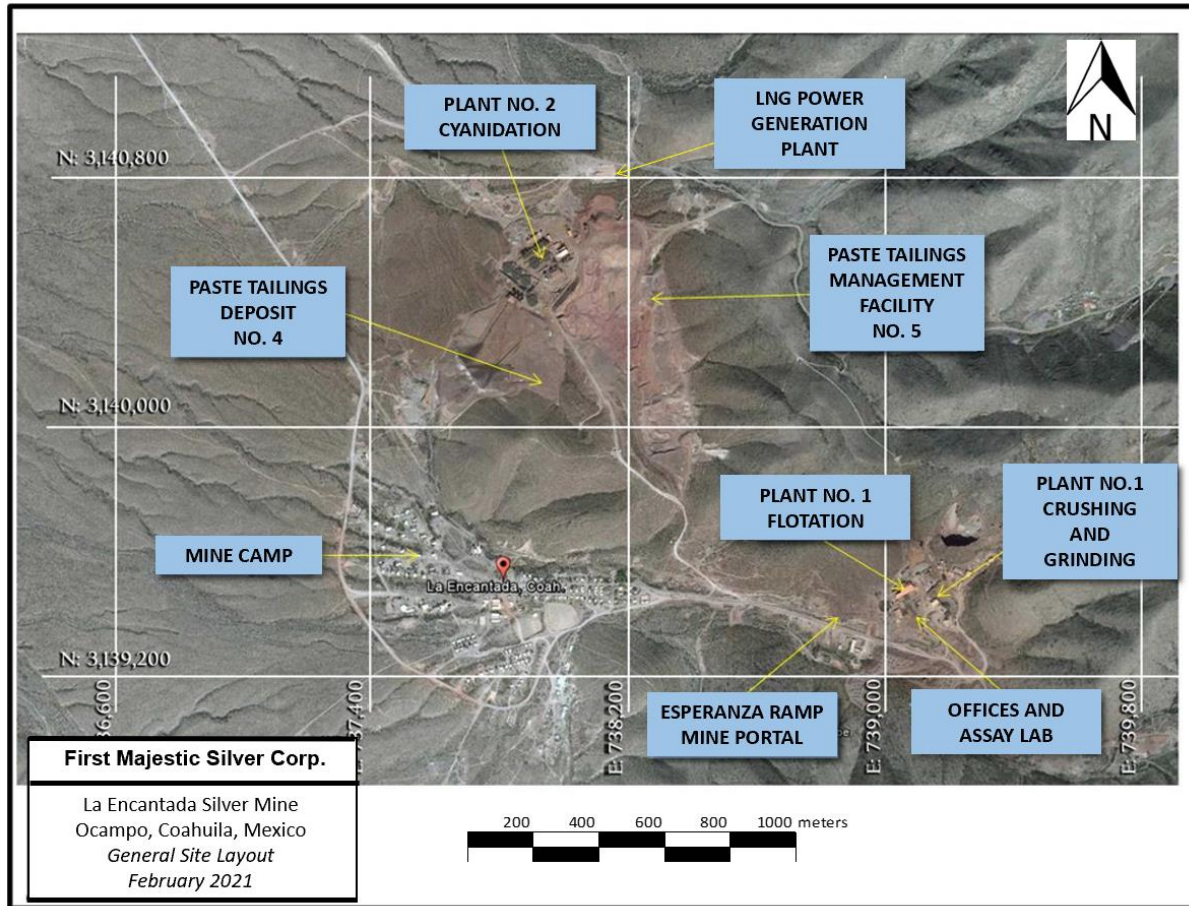 PLANT NO. 2
CYANIDATION
LNG POWER
GENERATION
PLANT
N
N: 3,140,800
PASTE TAILINGS
DEPOSIT
NO. 4
PASTE TAILINGS
MANAGEMENT
FACILITY
NO. 5
N: 3,140,000
PLANT NO. 1
FLOTATION
PLANT NO.1
CRUSHING
AND
GRINDING
MINE CAMP
La Encantada, Coah.
N: 3,139,200
ESPERANZA RAMP
MINE PORTAL
OFFICES AND
ASSAY LAB
36,600
E: 737,400
E: 738,200
E: 739,000
E: 739,800
First Majestic Silver Corp.
La Encantada Silver Mine
Ocampo, Coahuila, Mexico
General Site Layout
February 2021
200 400 600 800 1000 meters